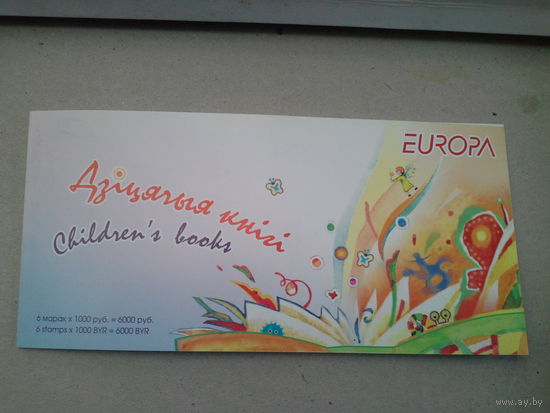 EUROPA
Дзіцячыя кнігі
Children's books
6 марак x 1000 руб. = 6000 руб.
6 stamps x 1000 BYR = 6000 BYR.
© www.ay.by